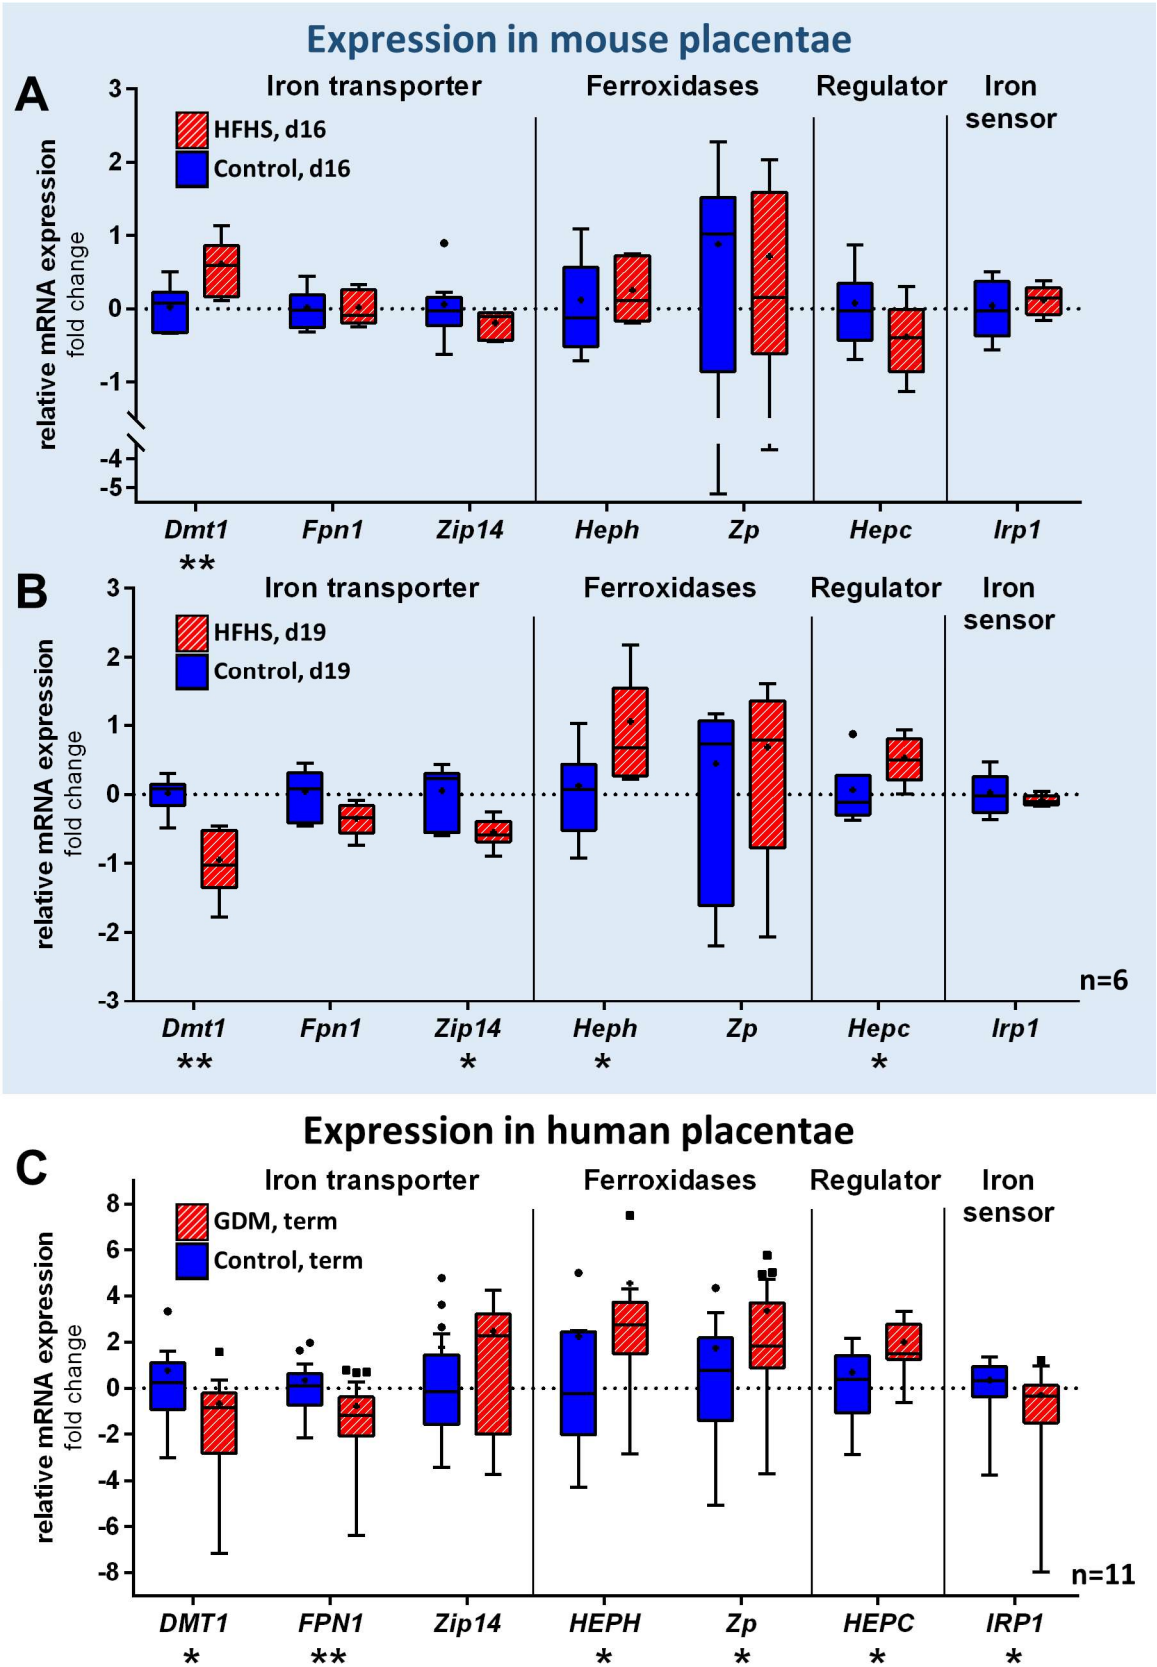 Expression in mouse placentae
A
Iron transporter
Ferroxidases
Regulator
Iron
sensor
HFHS, d16
Control, d16
relative mRNA expression
fold change
3
2
1
0
-1
-4
-5
Dmt1
Fpn1
Zip14
Heph
Zp
Hepc
Irp1
**
B
Iron transporter
Ferroxidases
Regulator
Iron
sensor
HFHS, d19
Control, d19
relative mRNA expression
fold change
3
2
1
0
-1
-2
-3
n=6
Dmt1
Fpn1
Zip14
Heph
Zp
Hepc
Irp1
**
*
*
*
Expression in human placentae
C
Iron transporter
Ferroxidases
Regulator
Iron
sensor
GDM, term
Control, term
relative mRNA expression
fold change
8
6
4
2
0
-2
-4
-6
-8
n=11
DMT1
FPN1
Zip14
HEPH
Zp
HEPC
IRP1
*
**
*
*
*
*